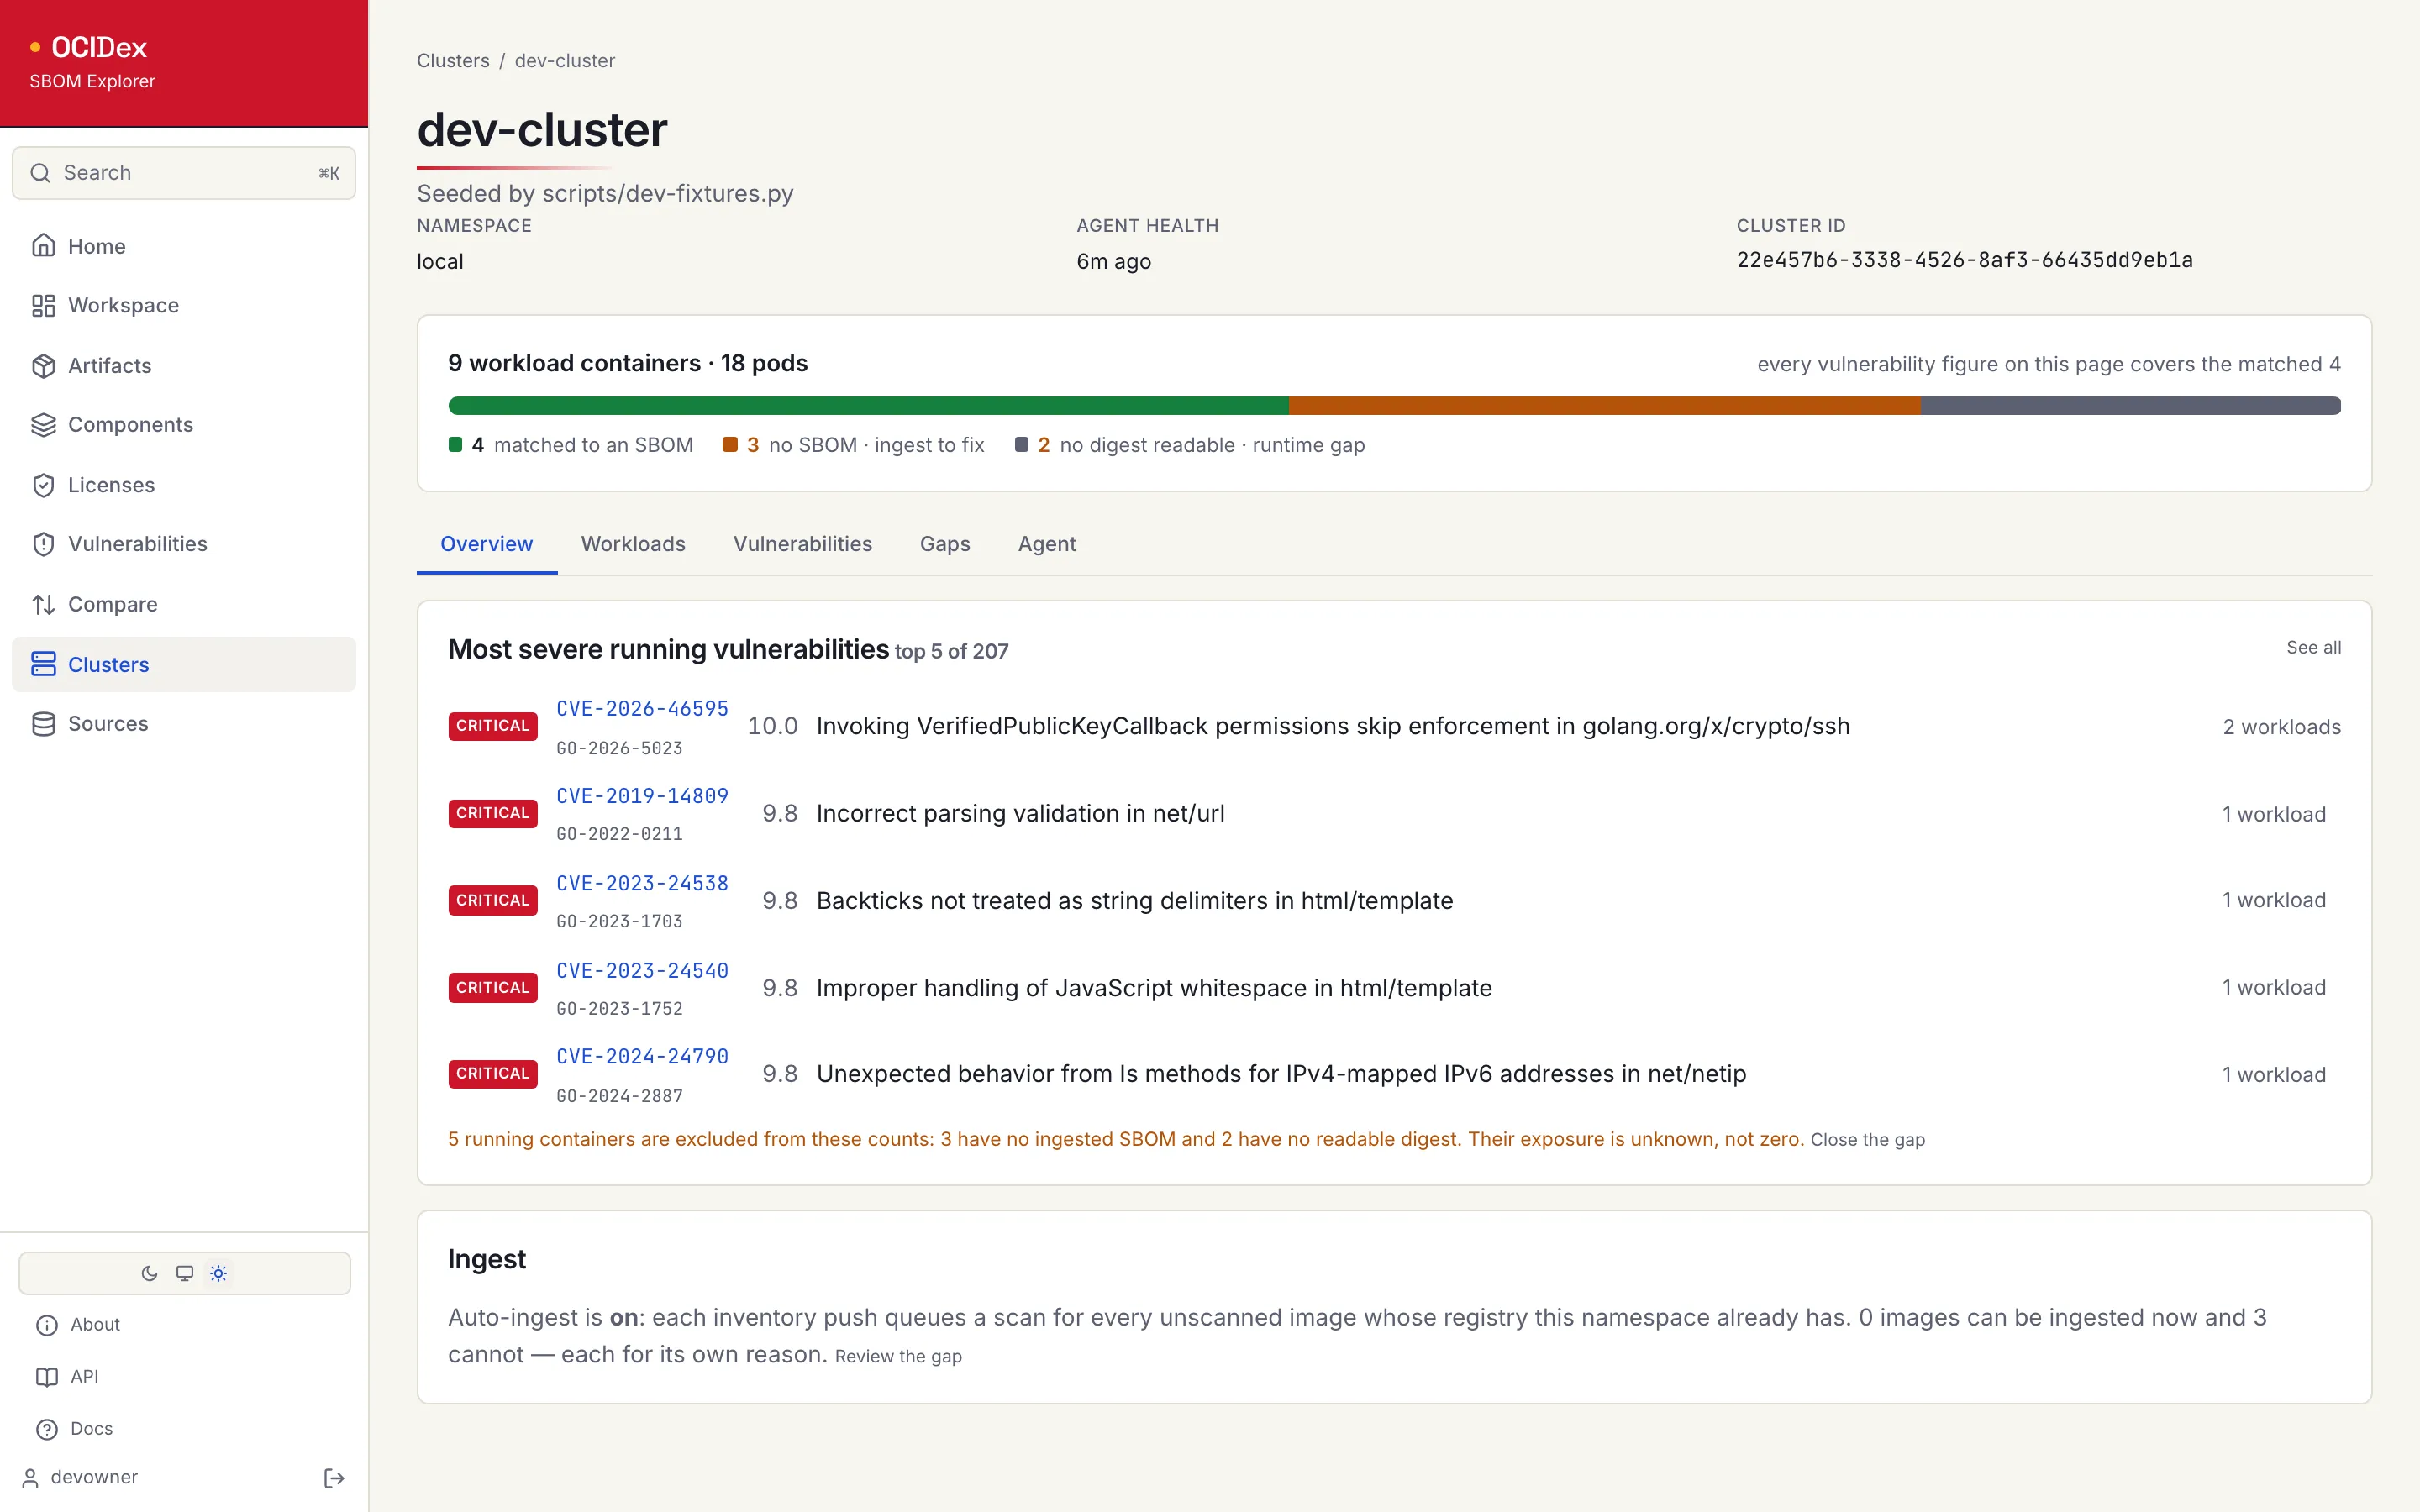 OCIDex
SBOM Explorer
Search ⌘K
Home
Workspace
Artifacts
Components
Licenses
Vulnerabilities
Compare
Clusters
Sources
About
API
Docs
devowner
Clusters / dev-cluster
dev-cluster
Seeded by scripts/dev-fixtures.py
NAMESPACE
local
AGENT HEALTH
6m ago
CLUSTER ID
22e457b6-3338-4526-8af3-66435dd9eb1a
9 workload containers · 18 pods
every vulnerability figure on this page covers the matched 4
4 matched to an SBOM 3 no SBOM · ingest to fix 2 no digest readable · runtime gap
Overview Workloads Vulnerabilities Gaps Agent
Most severe running vulnerabilities top 5 of 207
See all
CRITICAL CVE-2026-46595 10.0 Invoking VerifiedPublicKeyCallback permissions skip enforcement in golang.org/x/crypto/ssh 2 workloads
GO-2026-5023
CRITICAL CVE-2019-14809 9.8 Incorrect parsing validation in net/url 1 workload
GO-2022-0211
CRITICAL CVE-2023-24538 9.8 Backticks not treated as string delimiters in html/template 1 workload
GO-2023-1703
CRITICAL CVE-2023-24540 9.8 Improper handling of JavaScript whitespace in html/template 1 workload
GO-2023-1752
CRITICAL CVE-2024-24790 9.8 Unexpected behavior from Is methods for IPv4-mapped IPv6 addresses in net/netip 1 workload
GO-2024-2887
5 running containers are excluded from these counts: 3 have no ingested SBOM and 2 have no readable digest. Their exposure is unknown, not zero. Close the gap
Ingest
Auto-ingest is on: each inventory push queues a scan for every unscanned image whose registry this namespace already has. 0 images can be ingested now and 3
cannot — each for its own reason. Review the gap